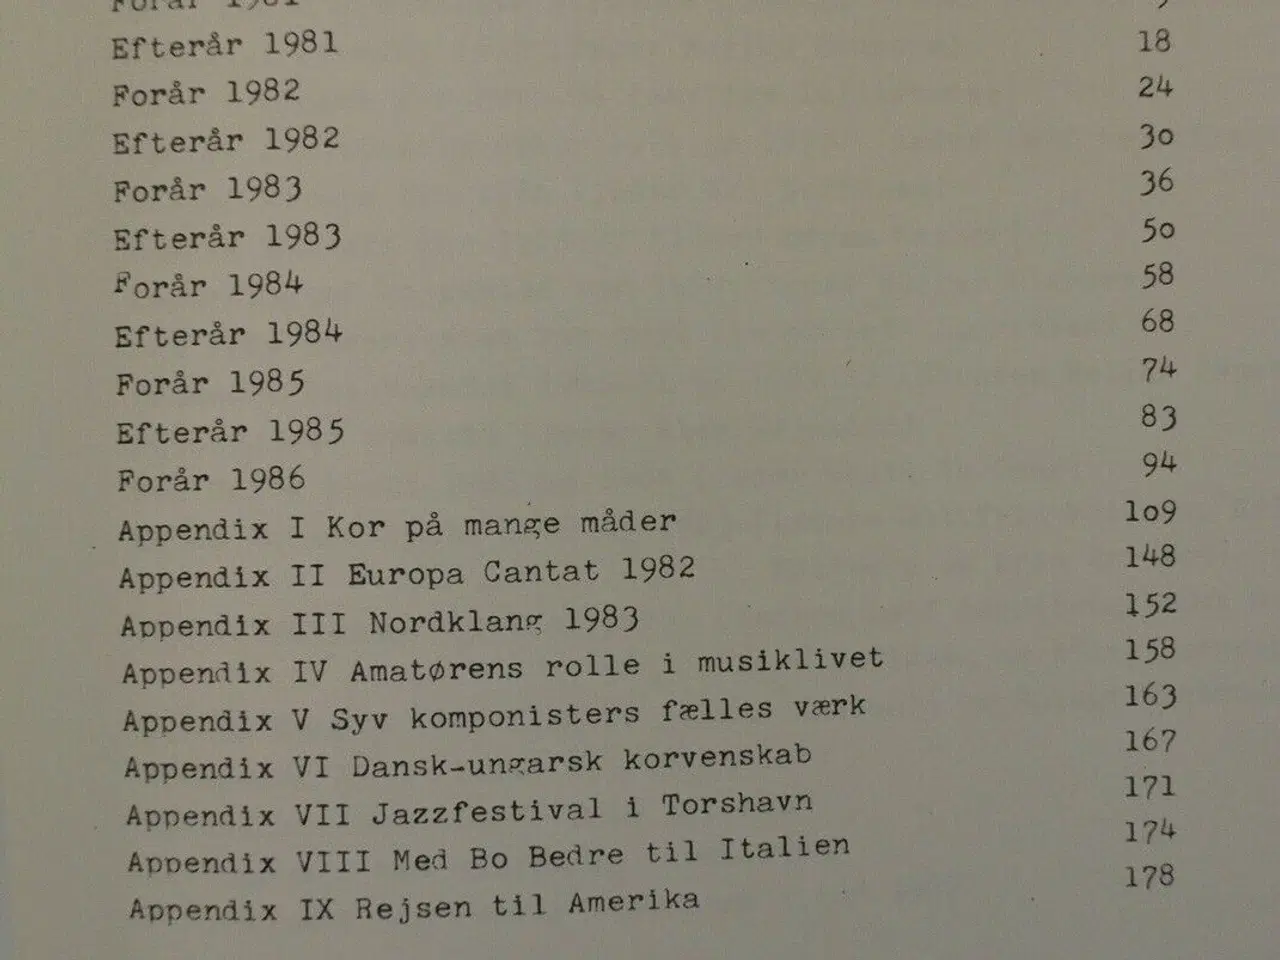 Forår 1981 9
Efterår 1981 18
Forår 1982 24
Efterår 1982 30
Forår 1983 36
Efterår 1983 50
Forår 1984 58
Efterår 1984 68
Forår 1985 74
Efterår 1985 83
Forår 1986 94
Appendix I Kor på mange måder 109
Appendix II Europa Cantat 1982 148
Appendix III Nordklang 1983 152
Appendix IV Amatørens rolle i musiklivet 158
Appendix V Syv komponisters fælles værk 163
Appendix VI Dansk-ungarsk korvenskab 167
Appendix VII Jazzfestival i Torshavn 171
Appendix VIII Med Bo Bedre til Italien 174
Appendix IX Rejsen til Amerika 178